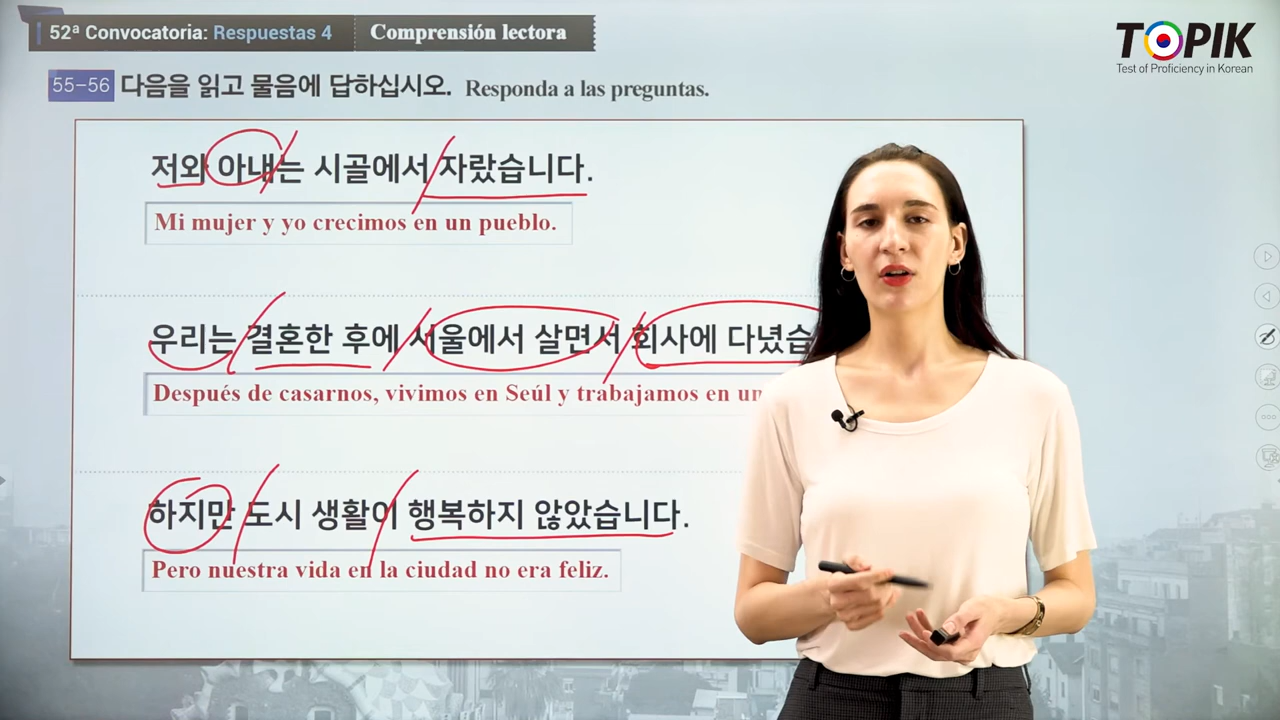 52ª Convocatoria: Respuestas 4 Comprensión lectora
TOPIK
Test of Proficiency in Korean
55-56 다음을 읽고 물음에 답하십시오. Responda a las preguntas.
저와 아내는 시골에서 자랐습니다.
Mi mujer y yo crecimos en un pueblo.
우리는 결혼한 후에 서울에서 살면서 회사에 다녔습
Después de casarnos, vivimos en Seúl y trabajamos en un
하지만 도시 생활이 행복하지 않았습니다.
Pero nuestra vida en la ciudad no era feliz.